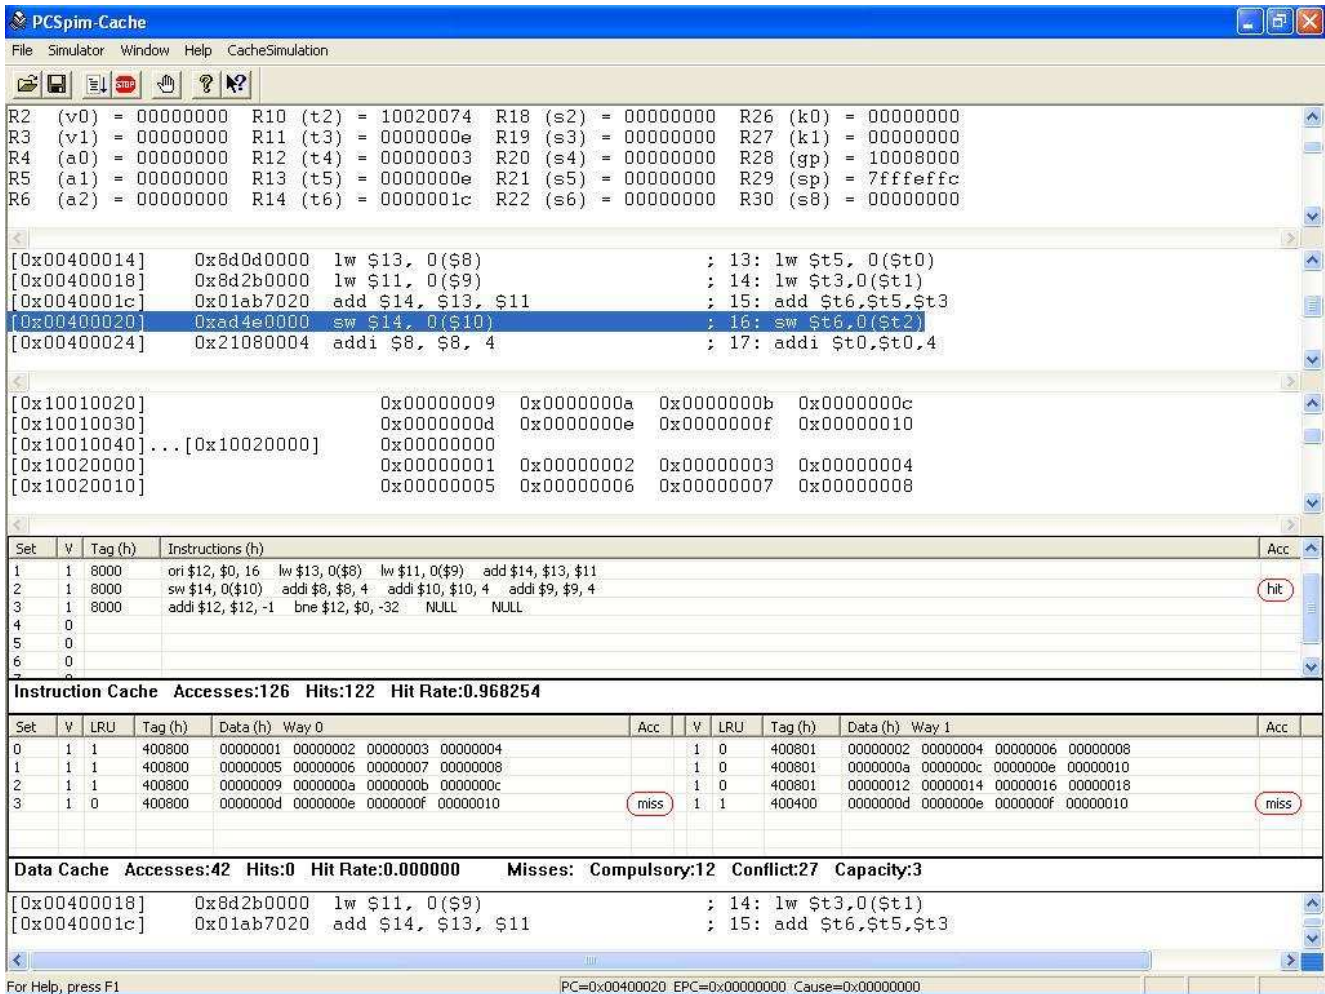 PCSpim-Cache
File Simulator Window Help CacheSimulation
STOP
R2 (v0) = 00000000 R10 (t2) = 10020074 R18 (s2) = 00000000 R26 (k0) = 00000000
R3 (v1) = 00000000 R11 (t3) = 0000000e R19 (s3) = 00000000 R27 (k1) = 00000000
R4 (a0) = 00000000 R12 (t4) = 00000003 R20 (s4) = 00000000 R28 (gp) = 10008000
R5 (a1) = 00000000 R13 (t5) = 0000000e R21 (s5) = 00000000 R29 (sp) = 7fffeffc
R6 (a2) = 00000000 R14 (t6) = 0000001c R22 (s6) = 00000000 R30 (s8) = 00000000
[0x00400014] 0x8d0d0000 lw $13, 0($8) ; 13: lw $t5, 0($t0)
[0x00400018] 0x8d2b0000 lw $11, 0($9) ; 14: lw $t3,0($t1)
[0x0040001c] 0x01ab7020 add $14, $13, $11 ; 15: add $t6,$t5,$t3
[0x00400020] 0xad4e0000 sw $14, 0($10) ; 16: sw $t6,0($t2)
[0x00400024] 0x21080004 addi $8, $8, 4 ; 17: addi $t0,$t0,4
[0x10010020] 0x00000009 0x0000000a 0x0000000b 0x0000000c
[0x10010030] 0x0000000d 0x0000000e 0x0000000f 0x00000010
[0x10010040]...[0x10020000] 0x00000000
[0x10020000] 0x00000001 0x00000002 0x00000003 0x00000004
[0x10020010] 0x00000005 0x00000006 0x00000007 0x00000008
Set V Tag (h) Instructions (h) Acc
1 1 8000 ori $12, $0, 16 lw $13, 0($8) lw $11, 0($9) add $14, $13, $11
2 1 8000 sw $14, 0($10) addi $8, $8, 4 addi $10, $10, 4 addi $9, $9, 4 hit
3 1 8000 addi $12, $12, -1 bne $12, $0, -32 NULL NULL
4 0
5 0
6 0
Instruction Cache Accesses:126 Hits:122 Hit Rate:0.968254
Set V LRU Tag (h) Data (h) Way 0 Acc V LRU Tag (h) Data (h) Way 1 Acc
0 1 1 400800 00000001 00000002 00000003 00000004 1 0 400801 00000002 00000004 00000006 00000008
1 1 1 400800 00000005 00000006 00000007 00000008 1 0 400801 0000000a 0000000c 0000000e 00000010
2 1 1 400800 00000009 0000000a 0000000b 0000000c 1 0 400801 00000012 00000014 00000016 00000018
3 1 0 400800 0000000d 0000000e 0000000f 00000010 miss 1 1 400400 0000000d 0000000e 0000000f 00000010 miss
Data Cache Accesses:42 Hits:0 Hit Rate:0.000000 Misses: Compulsory:12 Conflict:27 Capacity:3
[0x00400018] 0x8d2b0000 lw $11, 0($9) ; 14: lw $t3,0($t1)
[0x0040001c] 0x01ab7020 add $14, $13, $11 ; 15: add $t6,$t5,$t3
For Help, press F1 PC=0x00400020 EPC=0x00000000 Cause=0x00000000